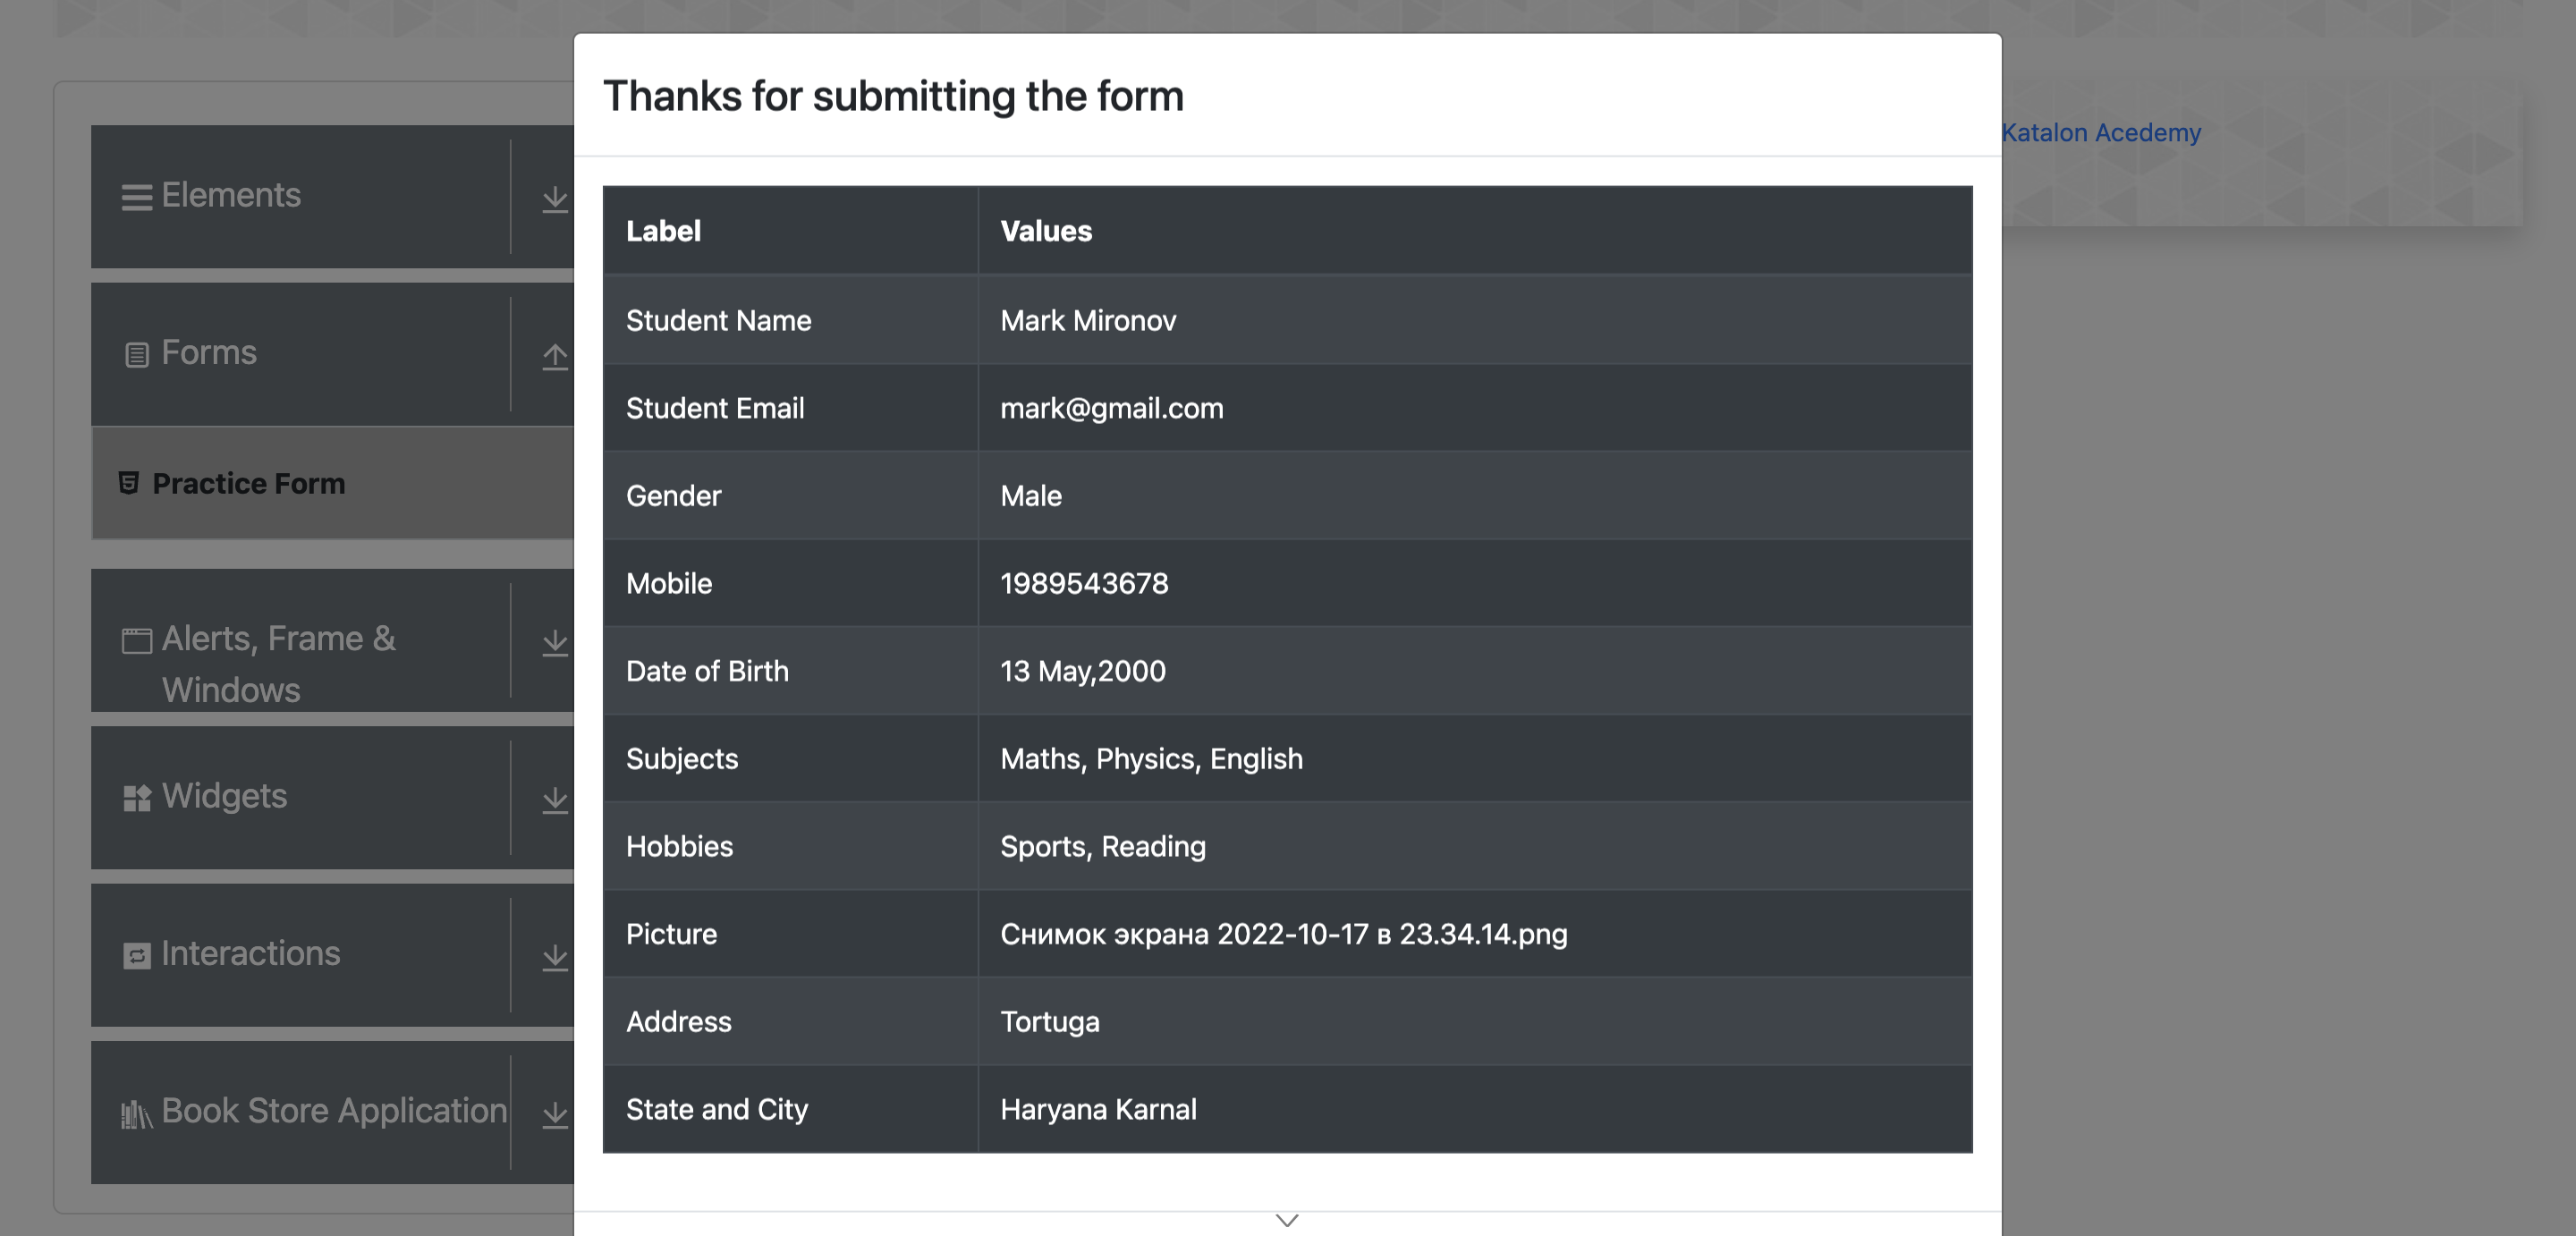 Elements
Forms
Practice Form
Alerts, Frame &
Windows
Widgets
Interactions
Book Store Application
Thanks for submitting the form
Label Values
Student Name Mark Mironov
Student Email mark@gmail.com
Gender Male
Mobile 1989543678
Date of Birth 13 May,2000
Subjects Maths, Physics, English
Hobbies Sports, Reading
Picture Снимок экрана 2022-10-17 в 23.34.14.png
Address Tortuga
State and City Haryana Karnal
Katalon Acedemy